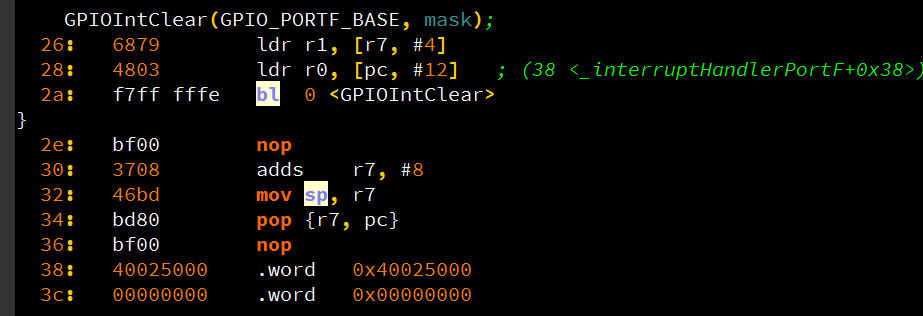 GPIOIntClear(GPIO_PORTF_BASE, mask);
26: 6879 ldr r1, [r7, #4]
28: 4803 ldr r0, [pc, #12] ; (38 <_interruptHandlerPortF+0x38>)
2a: f7ff fffe bl 0 <GPIOIntClear>
}
2e: bf00 nop
30: 3708 adds r7, #8
32: 46bd mov sp, r7
34: bd80 pop {r7, pc}
36: bf00 nop
38: 40025000 .word 0x40025000
3c: 00000000 .word 0x00000000